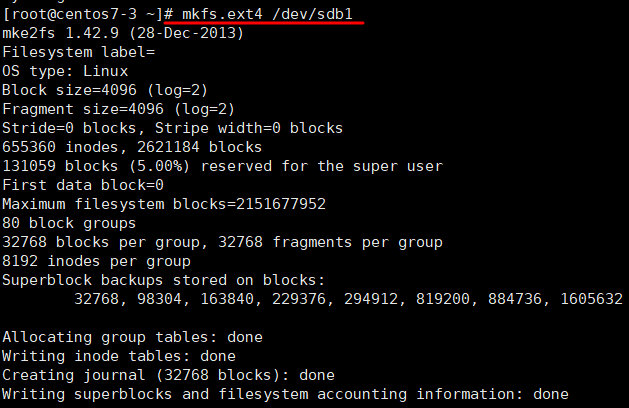 [root@centos7-3 ~]# mkfs.ext4 /dev/sdb1
mke2fs 1.42.9 (28-Dec-2013)
Filesystem label=
OS type: Linux
Block size=4096 (log=2)
Fragment size=4096 (log=2)
Stride=0 blocks, Stripe width=0 blocks
655360 inodes, 2621184 blocks
131059 blocks (5.00%) reserved for the super user
First data block=0
Maximum filesystem blocks=2151677952
80 block groups
32768 blocks per group, 32768 fragments per group
8192 inodes per group
Superblock backups stored on blocks:
        32768, 98304, 163840, 229376, 294912, 819200, 884736, 1605632

Allocating group tables: done
Writing inode tables: done
Creating journal (32768 blocks): done
Writing superblocks and filesystem accounting information: done